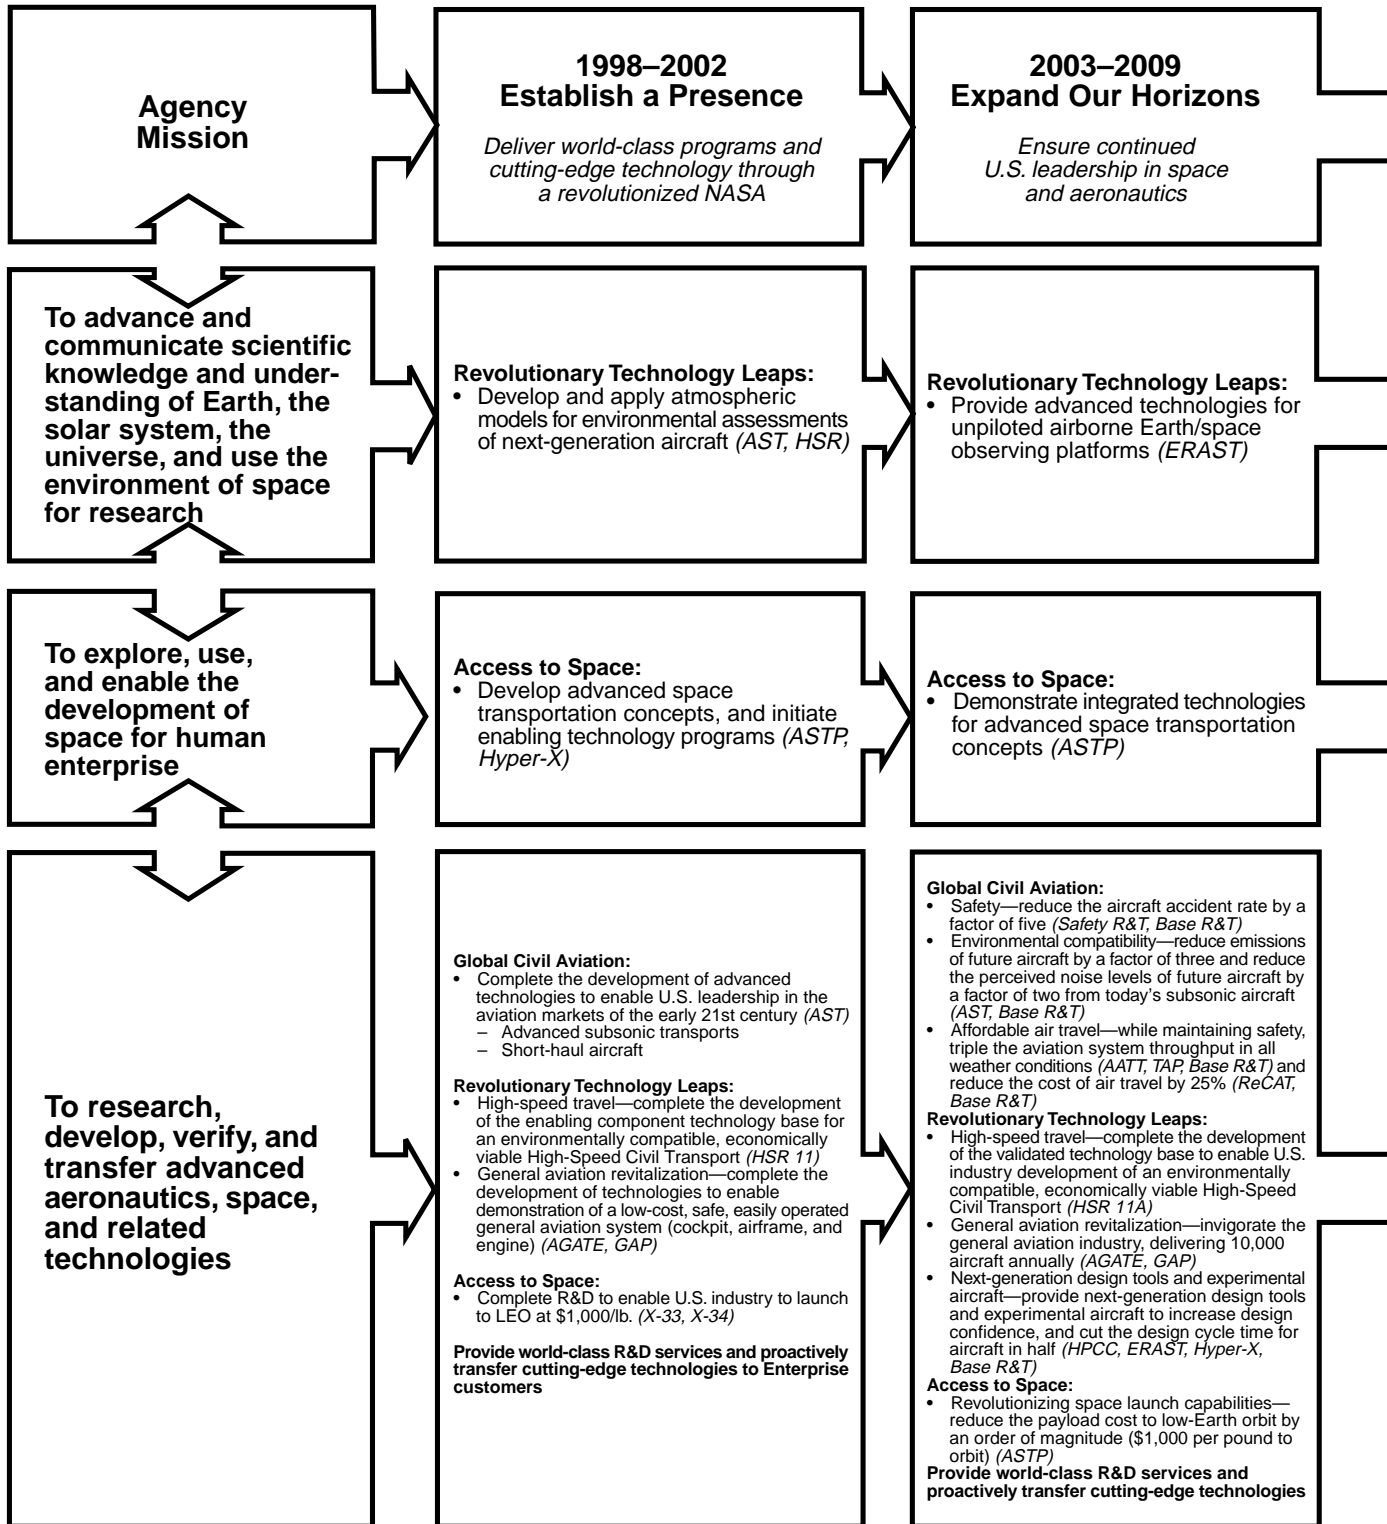 Agency
Mission
1998–2002
Establish a Presence
Deliver world-class programs and
cutting-edge technology through
a revolutionized NASA
2003–2009
Expand Our Horizons
Ensure continued
U.S. leadership in space
and aeronautics
To advance and
communicate scientific
knowledge and under-
standing of Earth, the
solar system, the
universe, and use the
environment of space
for research
Revolutionary Technology Leaps:
• Develop and apply atmospheric
models for environmental assessments
of next-generation aircraft (AST, HSR)
Revolutionary Technology Leaps:
• Provide advanced technologies for
unpiloted airborne Earth/space
observing platforms (ERAST)
To explore, use,
and enable the
development of
space for human
enterprise
Access to Space:
• Develop advanced space
transportation concepts, and initiate
enabling technology programs (ASTP,
Hyper-X)
Access to Space:
• Demonstrate integrated technologies
for advanced space transportation
concepts (ASTP)
To research,
develop, verify, and
transfer advanced
aeronautics, space,
and related
technologies
Global Civil Aviation:
• Complete the development of advanced
technologies to enable U.S. leadership in the
aviation markets of the early 21st century (AST)
– Advanced subsonic transports
– Short-haul aircraft
Revolutionary Technology Leaps:
• High-speed travel—complete the development
of the enabling component technology base for
an environmentally compatible, economically
viable High-Speed Civil Transport (HSR 11)
• General aviation revitalization—complete the
development of technologies to enable
demonstration of a low-cost, safe, easily operated
general aviation system (cockpit, airframe, and
engine) (AGATE, GAP)
Access to Space:
• Complete R&D to enable U.S. industry to launch
to LEO at $1,000/lb. (X-33, X-34)
Provide world-class R&D services and proactively
transfer cutting-edge technologies to Enterprise
customers
Global Civil Aviation:
• Safety—reduce the aircraft accident rate by a
factor of five (Safety R&T, Base R&T)
• Environmental compatibility—reduce emissions
of future aircraft by a factor of three and reduce
the perceived noise levels of future aircraft by
a factor of two from today's subsonic aircraft
(AST, Base R&T)
• Affordable air travel—while maintaining safety,
triple the aviation system throughput in all
weather conditions (AATT, TAP, Base R&T) and
reduce the cost of air travel by 25% (ReCAT,
Base R&T)
Revolutionary Technology Leaps:
• High-speed travel—complete the development
of the validated technology base to enable U.S.
industry development of an environmentally
compatible, economically viable High-Speed
Civil Transport (HSR 11A)
• General aviation revitalization—invigorate the
general aviation industry, delivering 10,000
aircraft annually (AGATE, GAP)
• Next-generation design tools and experimental
aircraft—provide next-generation design tools
and experimental aircraft to increase design
confidence, and cut the design cycle time for
aircraft in half (HPCC, ERAST, Hyper-X,
Base R&T)
Access to Space:
• Revolutionizing space launch capabilities—
reduce the payload cost to low-Earth orbit by
an order of magnitude ($1,000 per pound to
orbit) (ASTP)
Provide world-class R&D services and
proactively transfer cutting-edge technologies